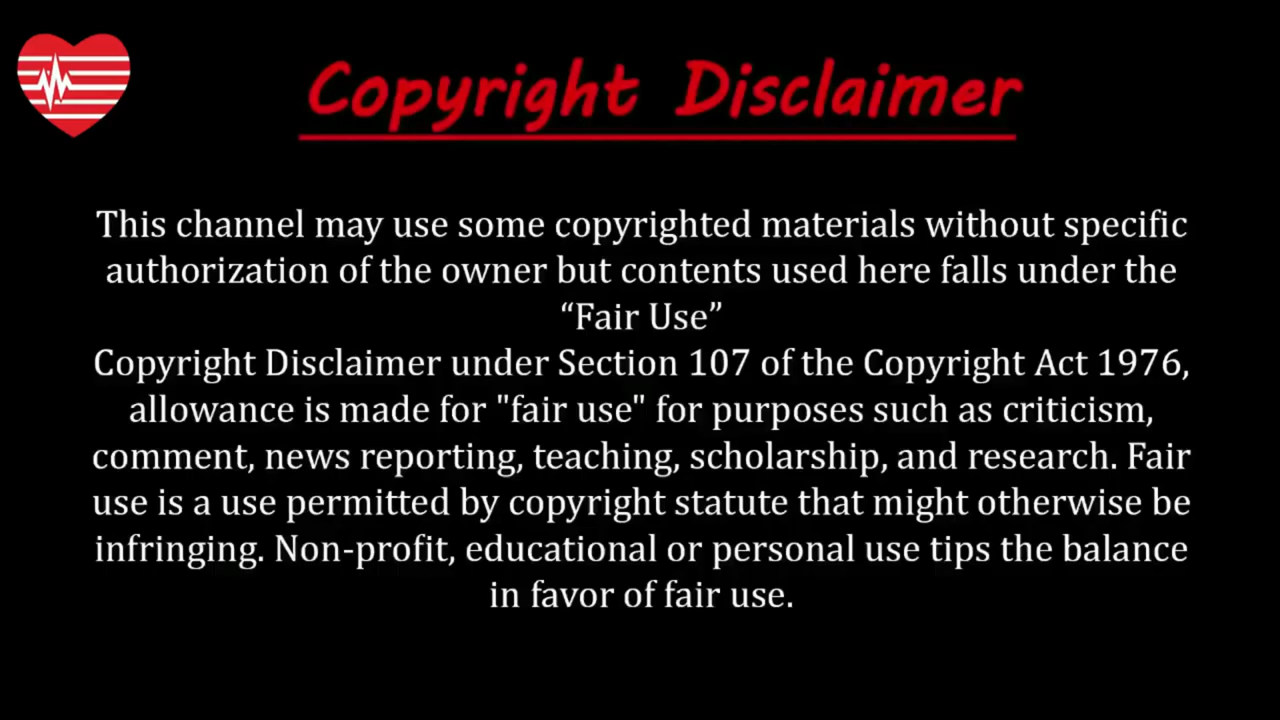 Copyright Disclaimer
This channel may use some copyrighted materials without specific
authorization of the owner but contents used here falls under the
“Fair Use”
Copyright Disclaimer under Section 107 of the Copyright Act 1976,
allowance is made for "fair use" for purposes such as criticism,
comment, news reporting, teaching, scholarship, and research. Fair
use is a use permitted by copyright statute that might otherwise be
infringing. Non-profit, educational or personal use tips the balance
in favor of fair use.